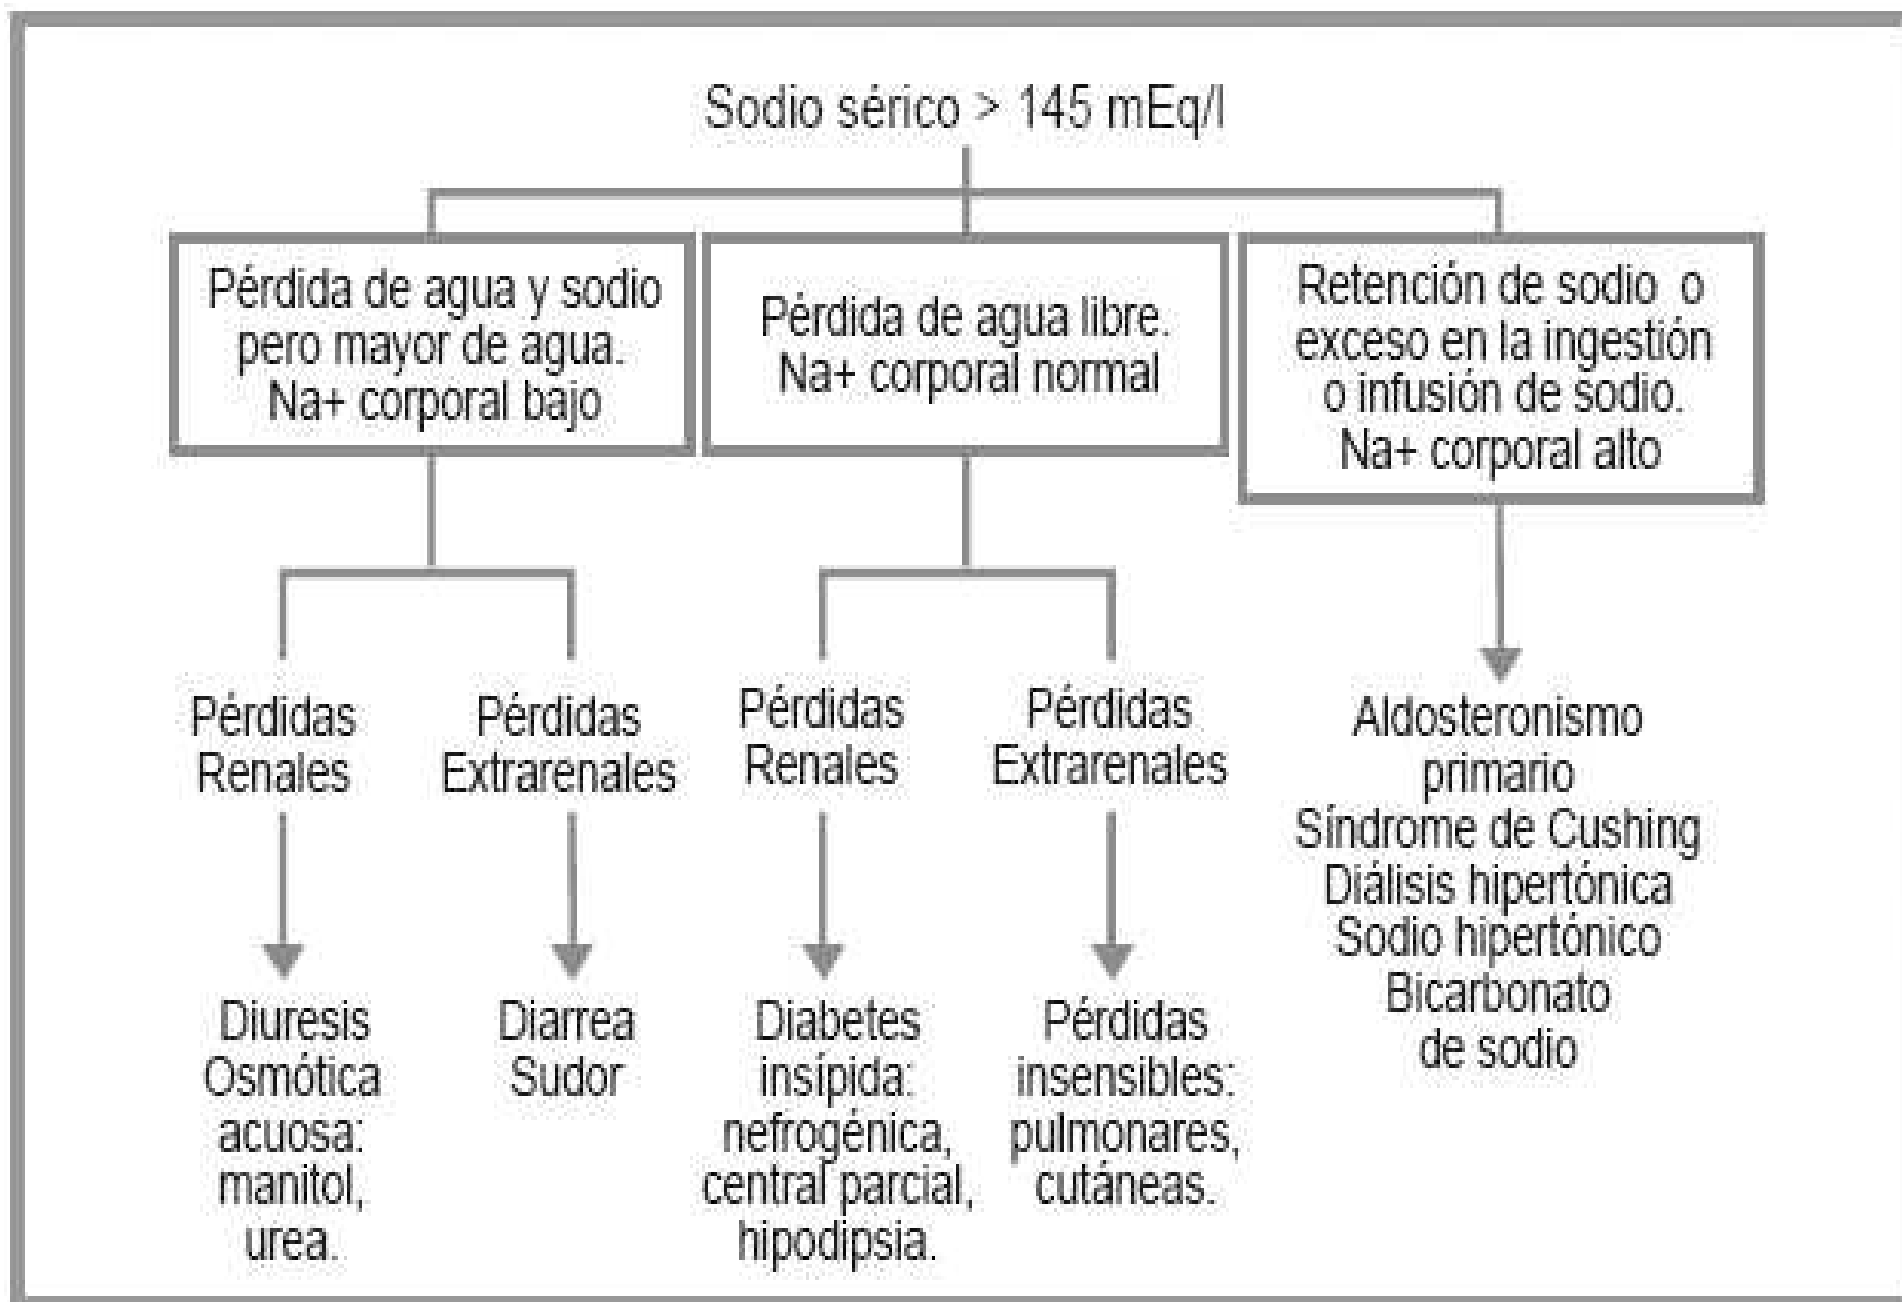 Sodio sérico > 145 mEq/l
Pérdida de agua y sodio
pero mayor de agua.
Na+ corporal bajo
Pérdida de agua libre.
Na+ corporal normal
Retención de sodio o
exceso en la ingestión
o infusión de sodio.
Na+ corporal alto
Pérdidas
Renales
Pérdidas
Extrarenales
Pérdidas
Renales
Pérdidas
Extrarenales
Aldosteronismo
primario
Síndrome de Cushing
Diálisis hipertónica
Sodio hipertónico
Bicarbonato
de sodio
Diuresis
Osmótica
acuosa:
manitol,
urea.
Diarrea
Sudor
Diabetes
insípida:
nefrogénica,
central parcial,
hipodipsia.
Pérdidas
insensibles:
pulmonares,
cutáneas.